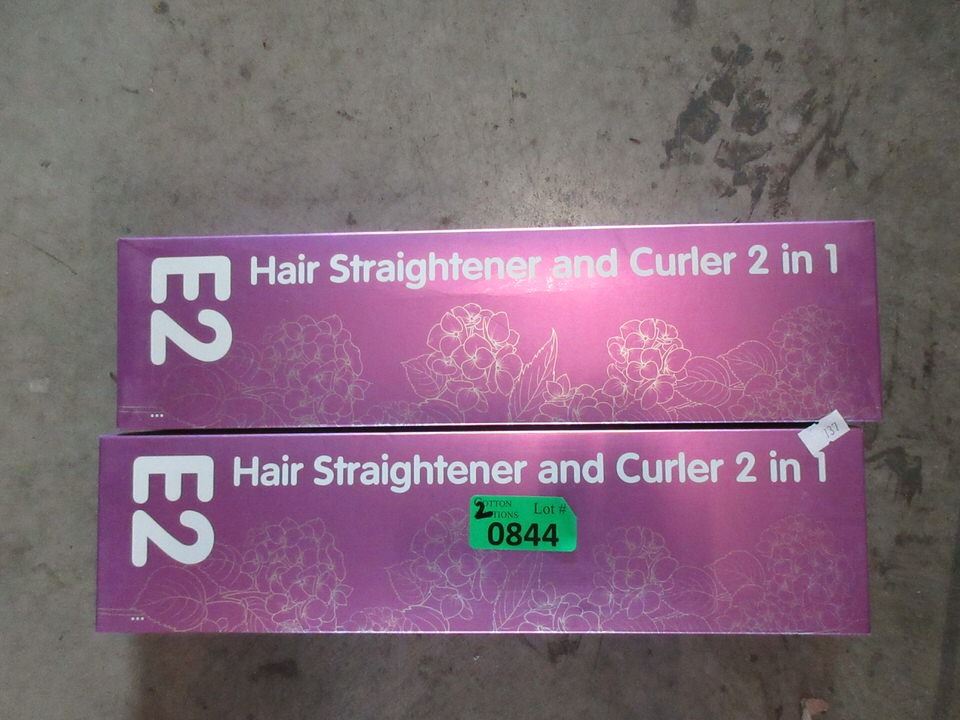 E2
Hair Straightener and Curler 2 in 1
137
E2
Hair Straightener and Curler 2 in 1
2
Lot #
0844